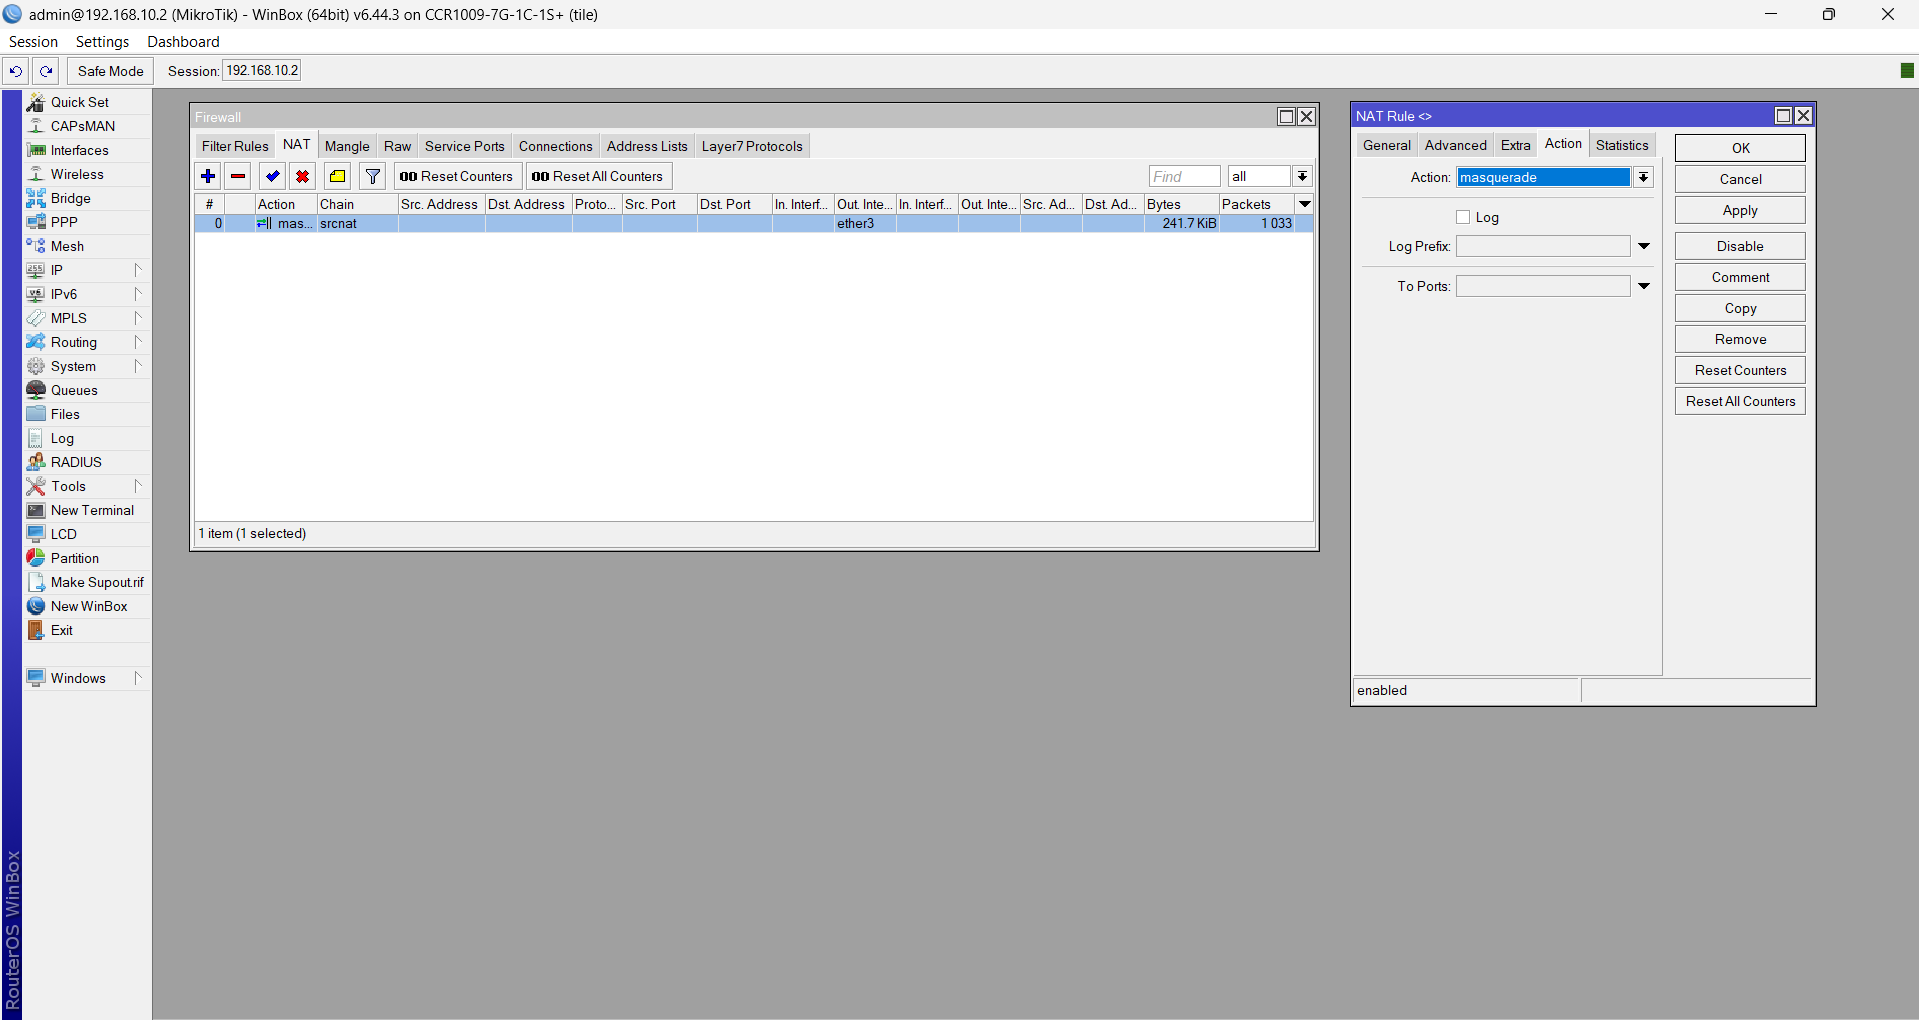 admin@192.168.10.2 (MikroTik) - WinBox (64bit) v6.44.3 on CCR1009-7G-1C-1S+ (tile)
Session Settings Dashboard
Safe Mode Session: 192.168.10.2
Quick Set
CAPsMAN
Interfaces
Wireless
Bridge
PPP
Mesh
IP
IPv6
MPLS
Routing
System
Queues
Files
Log
RADIUS
Tools
New Terminal
LCD
Partition
Make Supout.rif
New WinBox
Exit
Windows
RouterOS WinBox
Firewall
Filter Rules NAT Mangle Raw Service Ports Connections Address Lists Layer7 Protocols
00 Reset Counters 00 Reset All Counters Find all
# Action Chain Src. Address Dst. Address Proto... Src. Port Dst. Port In. Interf... Out. Inte... In. Interf... Out. Inte... Src. Ad... Dst. Ad... Bytes Packets
0 mas... srcnat ether3 241.7 KiB 1 033
1 item (1 selected)
NAT Rule <>
General Advanced Extra Action Statistics
Action: masquerade
Log
Log Prefix:
To Ports:
OK
Cancel
Apply
Disable
Comment
Copy
Remove
Reset Counters
Reset All Counters
enabled